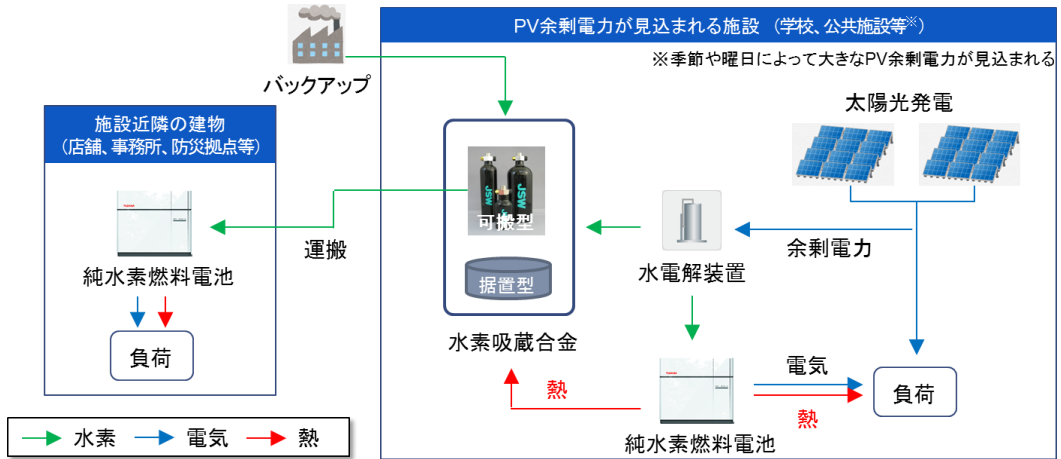 PV余剰電力が見込まれる施設 (学校、公共施設等※)
※季節や曜日によって大きなPV余剰電力が見込まれる
バックアップ
太陽光発電
施設近隣の建物
(店舗、事務所、防災拠点等)
JSW
JSW
可搬型
運搬
余剰電力
純水素燃料電池
据置型
水電解装置
水素吸蔵合金
負荷
電気
熱
熱
負荷
純水素燃料電池
水素
電気
熱